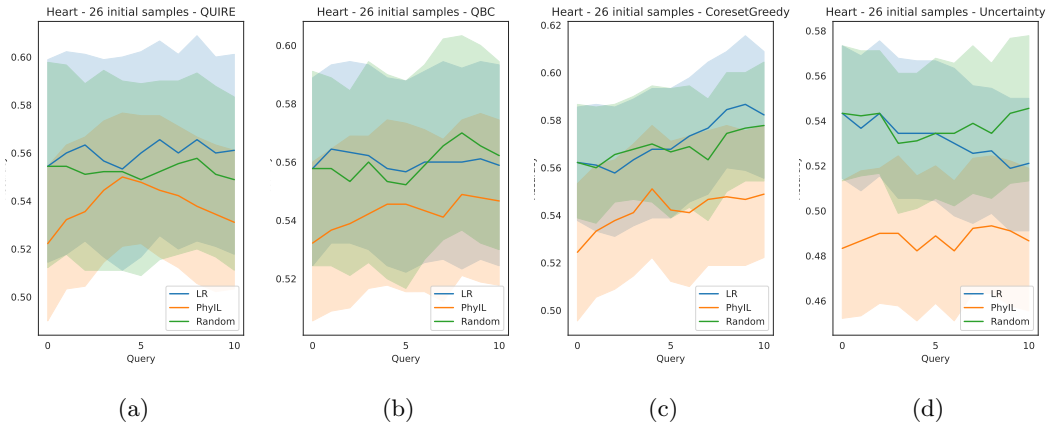 Heart - 26 initial samples - QUIRE
0.60
0.58
0.56
0.54
0.52
0.50
LR
PhyIL
Random
0
5
10
Query
(a)
Heart - 26 initial samples - QBC
0.60
0.58
0.56
0.54
0.52
LR
PhyIL
Random
0
5
10
Query
(b)
Heart - 26 initial samples - CoresetGreedy
0.62
0.60
0.58
0.56
0.54
0.52
0.50
LR
PhyIL
Random
0
5
10
Query
(c)
Heart - 26 initial samples - Uncertainty
0.58
0.56
0.54
0.52
0.50
0.48
0.46
LR
PhyIL
Random
0
5
10
Query
(d)